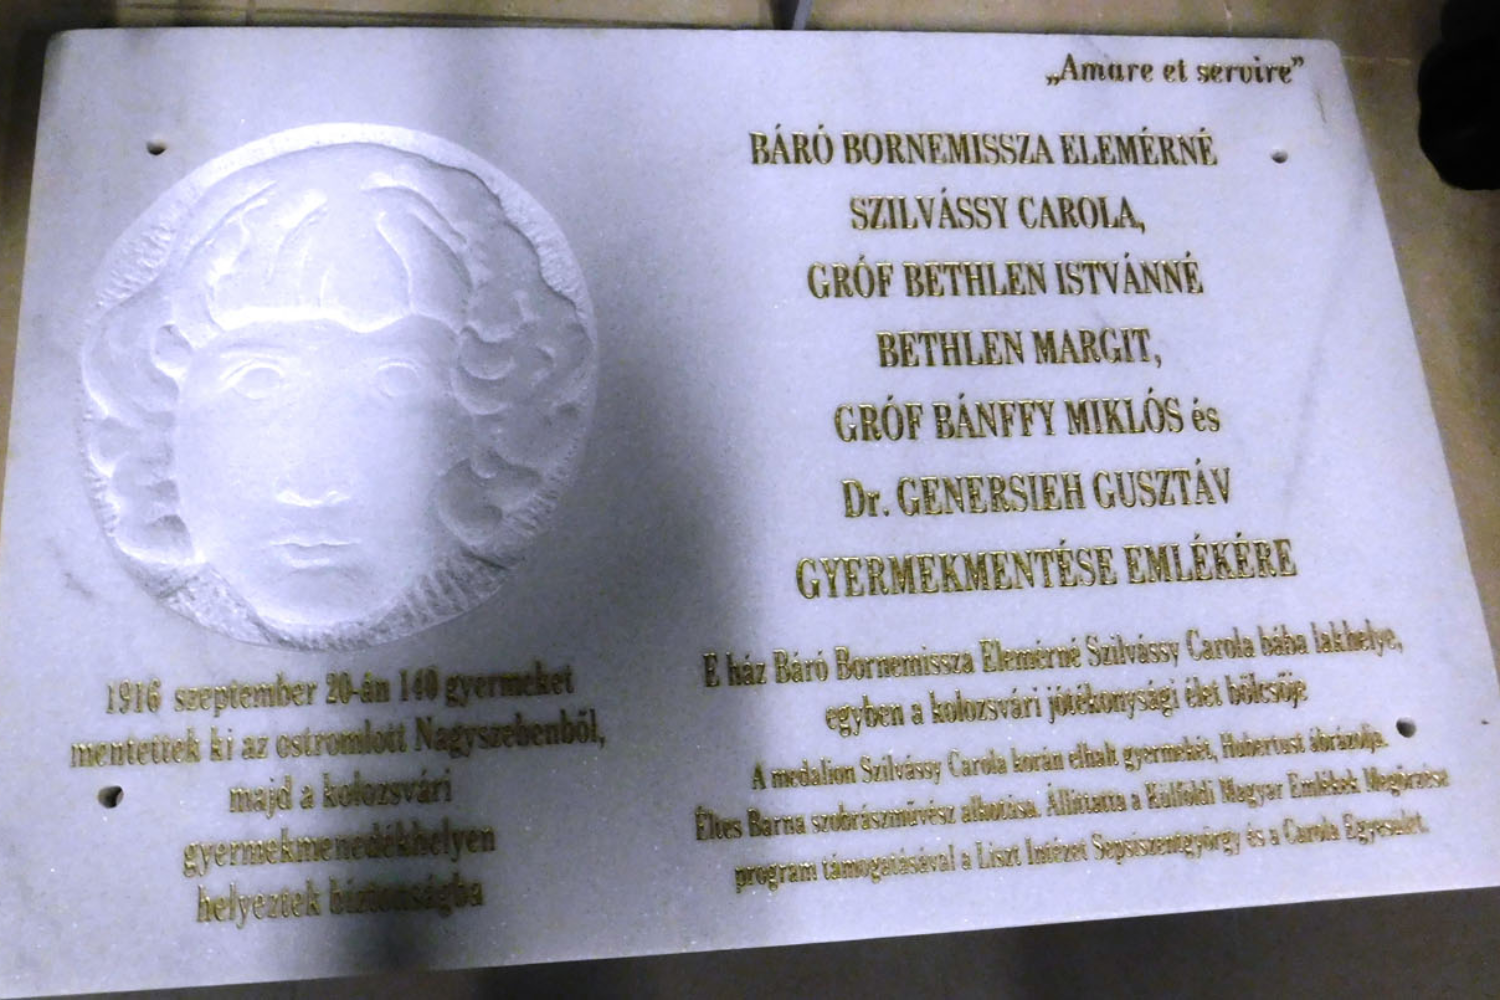 „Amare et servire”
BÁRÓ BORNEMISSZA ELEMÉRNÉ
SZILVÁSSY CAROLA,
GRÓF BETHLEN ISTVÁNNÉ
BETHLEN MARGIT,
GRÓF BÁNFFY MIKLÓS és
Dr. GENERSIEH GUSZTÁV
GYERMEKMENTÉSE EMLÉKÉRE
E ház Báró Bornemissza Elemérné Szilvássy Carola bába lakhelye,
egyben a kolozsvári jótékonysági élet bölcsője
A medalion Szilvássy Carola korán elhalt gyermekét, Hubertust ábrázolja.
Éltes Barna szobrászművész alkotása. Állíttatta a Külföldi Magyar Emlékek Megőrzése
program támogatásával a Liszt Intézet Sepsiszentgyörgy és a Carola Egyesület.
1916 szeptember 20-án 140 gyermeket
mentettek ki az ostromlott Nagyszebenből,
majd a kolozsvári
gyermekmenedékhelyen
helyeztek biztonságba